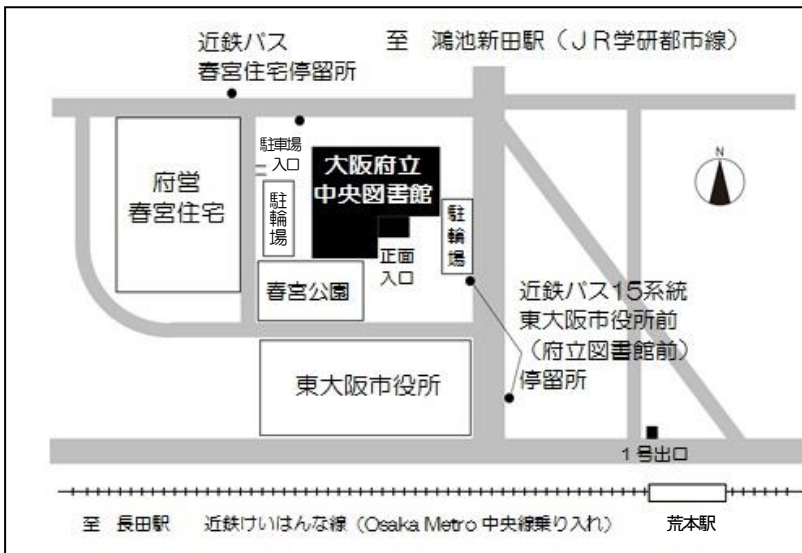 近鉄バス
春宮住宅停留所
至 鴻池新田駅(JR学研都市線)
駐車場
入口
大阪府立
中央図書館
N
府営
春宮住宅
駐輪場
駐輪場
正面
入口
春宮公園
近鉄バス15系統
東大阪市役所前
(府立図書館前)
停留所
東大阪市役所
1号出口
至 長田駅 近鉄けいはんな線(Osaka Metro 中央線乗り入れ) 荒本駅